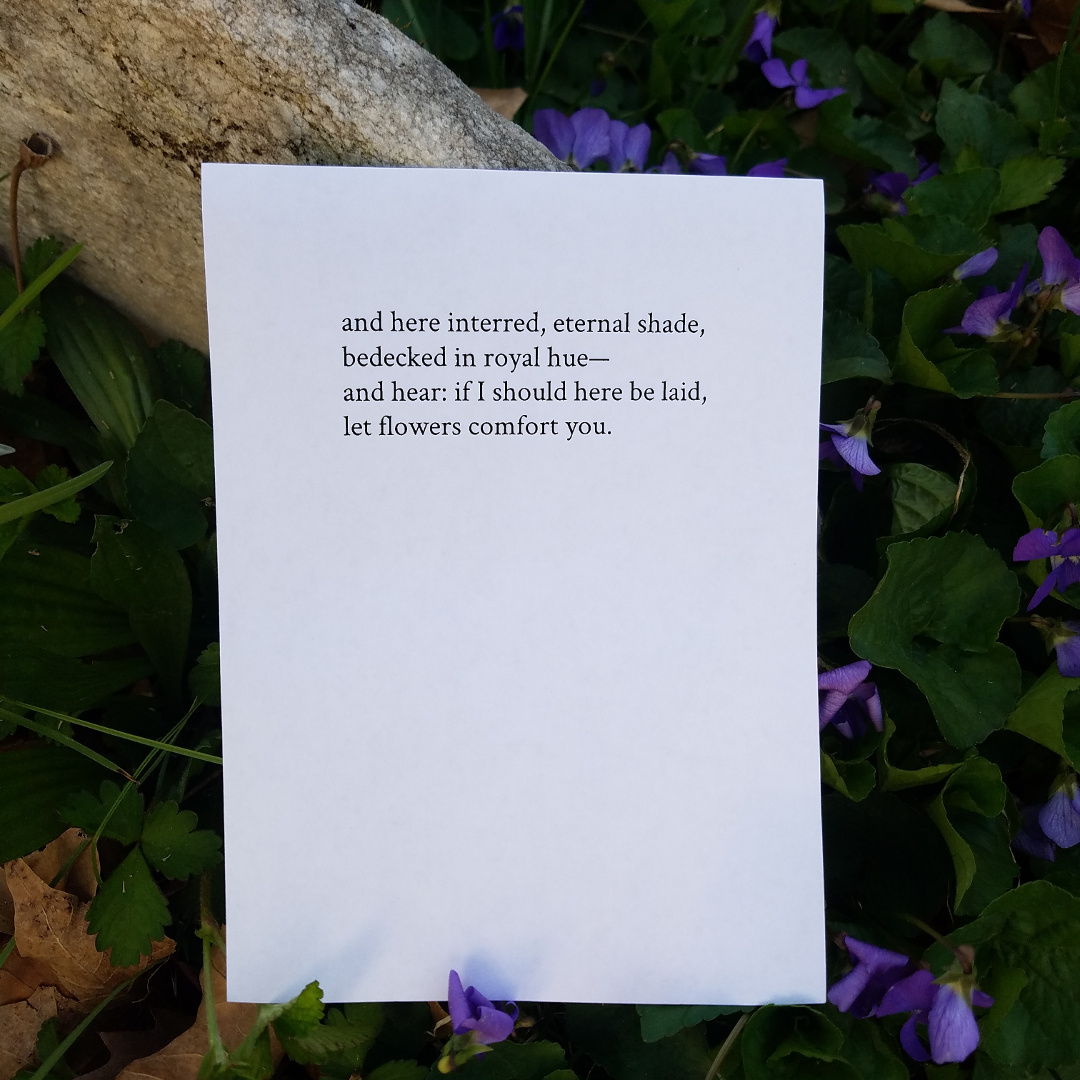 and here interred, eternal shade,
bedecked in royal hue—
and hear: if I should here be laid,
let flowers comfort you.